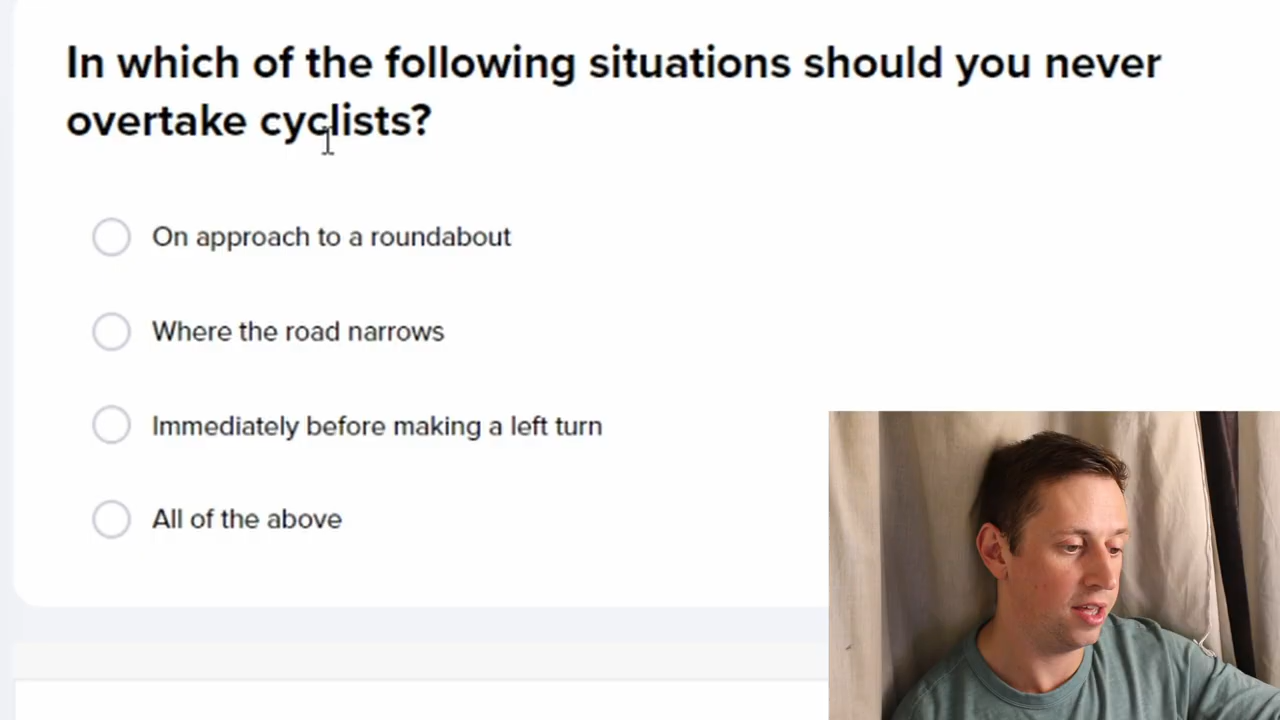 In which of the following situations should you never
overtake cyclists?
On approach to a roundabout
Where the road narrows
Immediately before making a left turn
All of the above